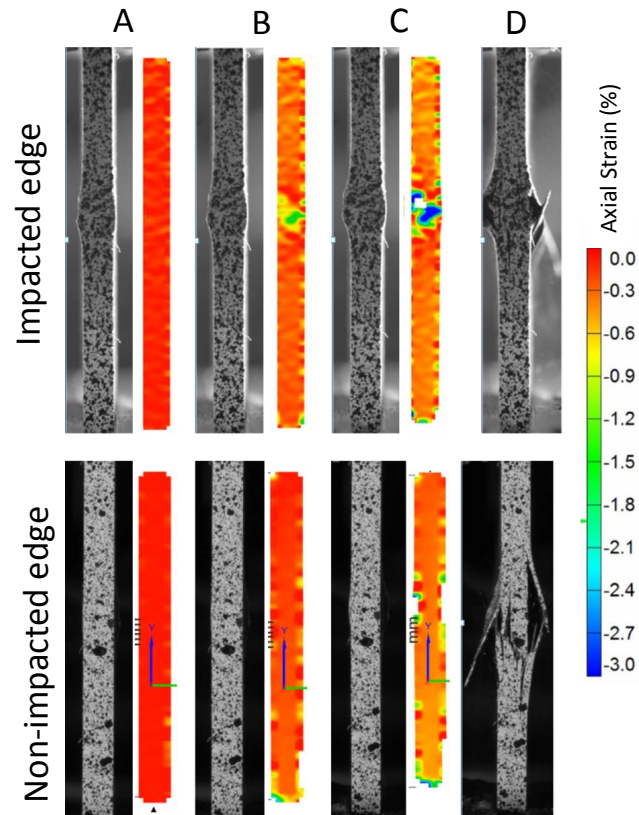 A B C D
Impacted edge
Non-impacted edge
Axial Strain (%)
0.0
-0.3
-0.6
-0.9
-1.2
-1.5
-1.8
-2.1
-2.4
-2.7
-3.0
Y
Y
mm
Y